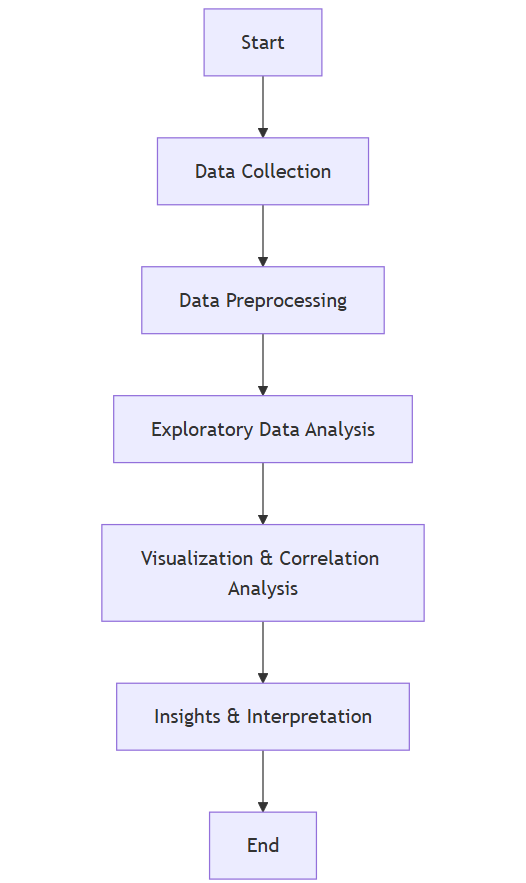 Start
Data Collection
Data Preprocessing
Exploratory Data Analysis
Visualization & Correlation
Analysis
Insights & Interpretation
End